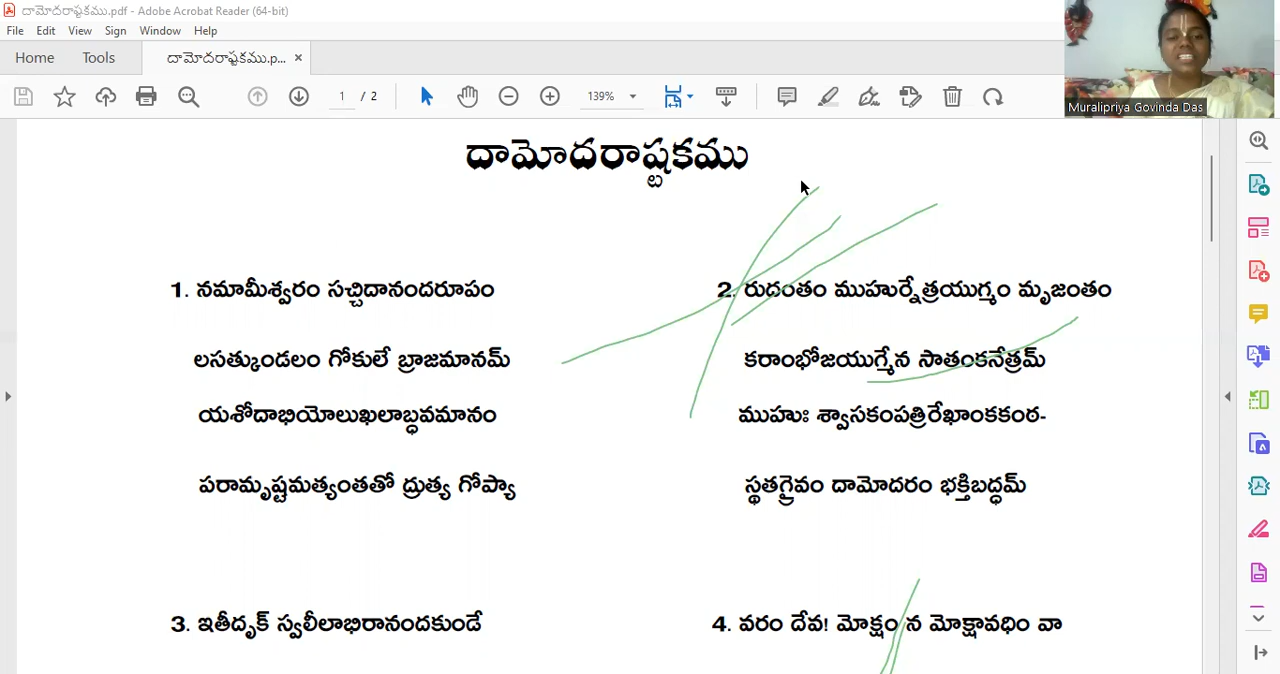 దామోదరాష్టకము.pdf - Adobe Acrobat Reader (64-bit)
File Edit View Sign Window Help
Home Tools దామోదరాష్టకము.p... ×
1 / 2 139%
Muralipriya Govinda Das
దామోదరాష్టకము
1. నమామీశ్వరం సచ్చిదానందరూపం
లసత్కుండలం గోకులే భ్రాజమానమ్
యశోదాభియోలుఖలాబ్ధవమానం
పరామృష్టమత్యంతతో ద్రుత్య గోప్యా
2. రుదంతం ముహుర్నేత్రయుగ్మం మృజంతం
కరాంభోజయుగ్మేన సాతంకనేత్రమ్
ముహుః శ్వాసకంపత్రిరేఖాంకకంఠ-
స్థతగ్రైవం దామోదరం భక్తిబద్ధమ్
3. ఇతీదృక్ స్వలీలాభిరానందకుండే
4. వరం దేవ! మోక్షం న మోక్షావధిం వా